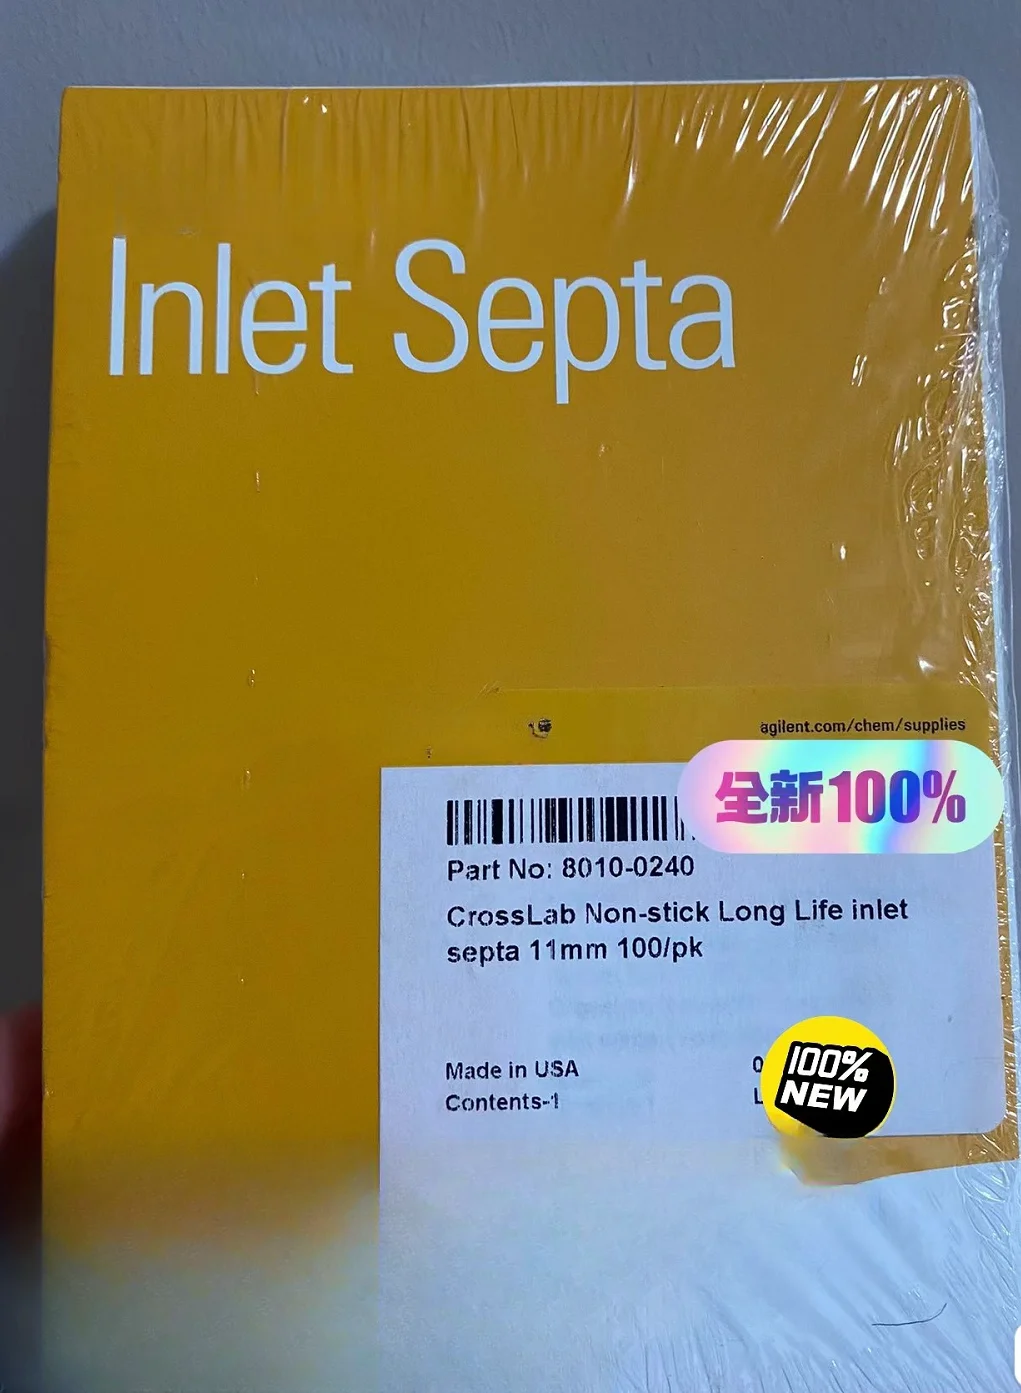 Inlet Septa
agilent.com/chem/supplies
全新100%
Part No: 8010-0240
CrossLab Non-stick Long Life inlet
septa 11mm 100/pk
Made in USA
Contents-1
100%
NEW